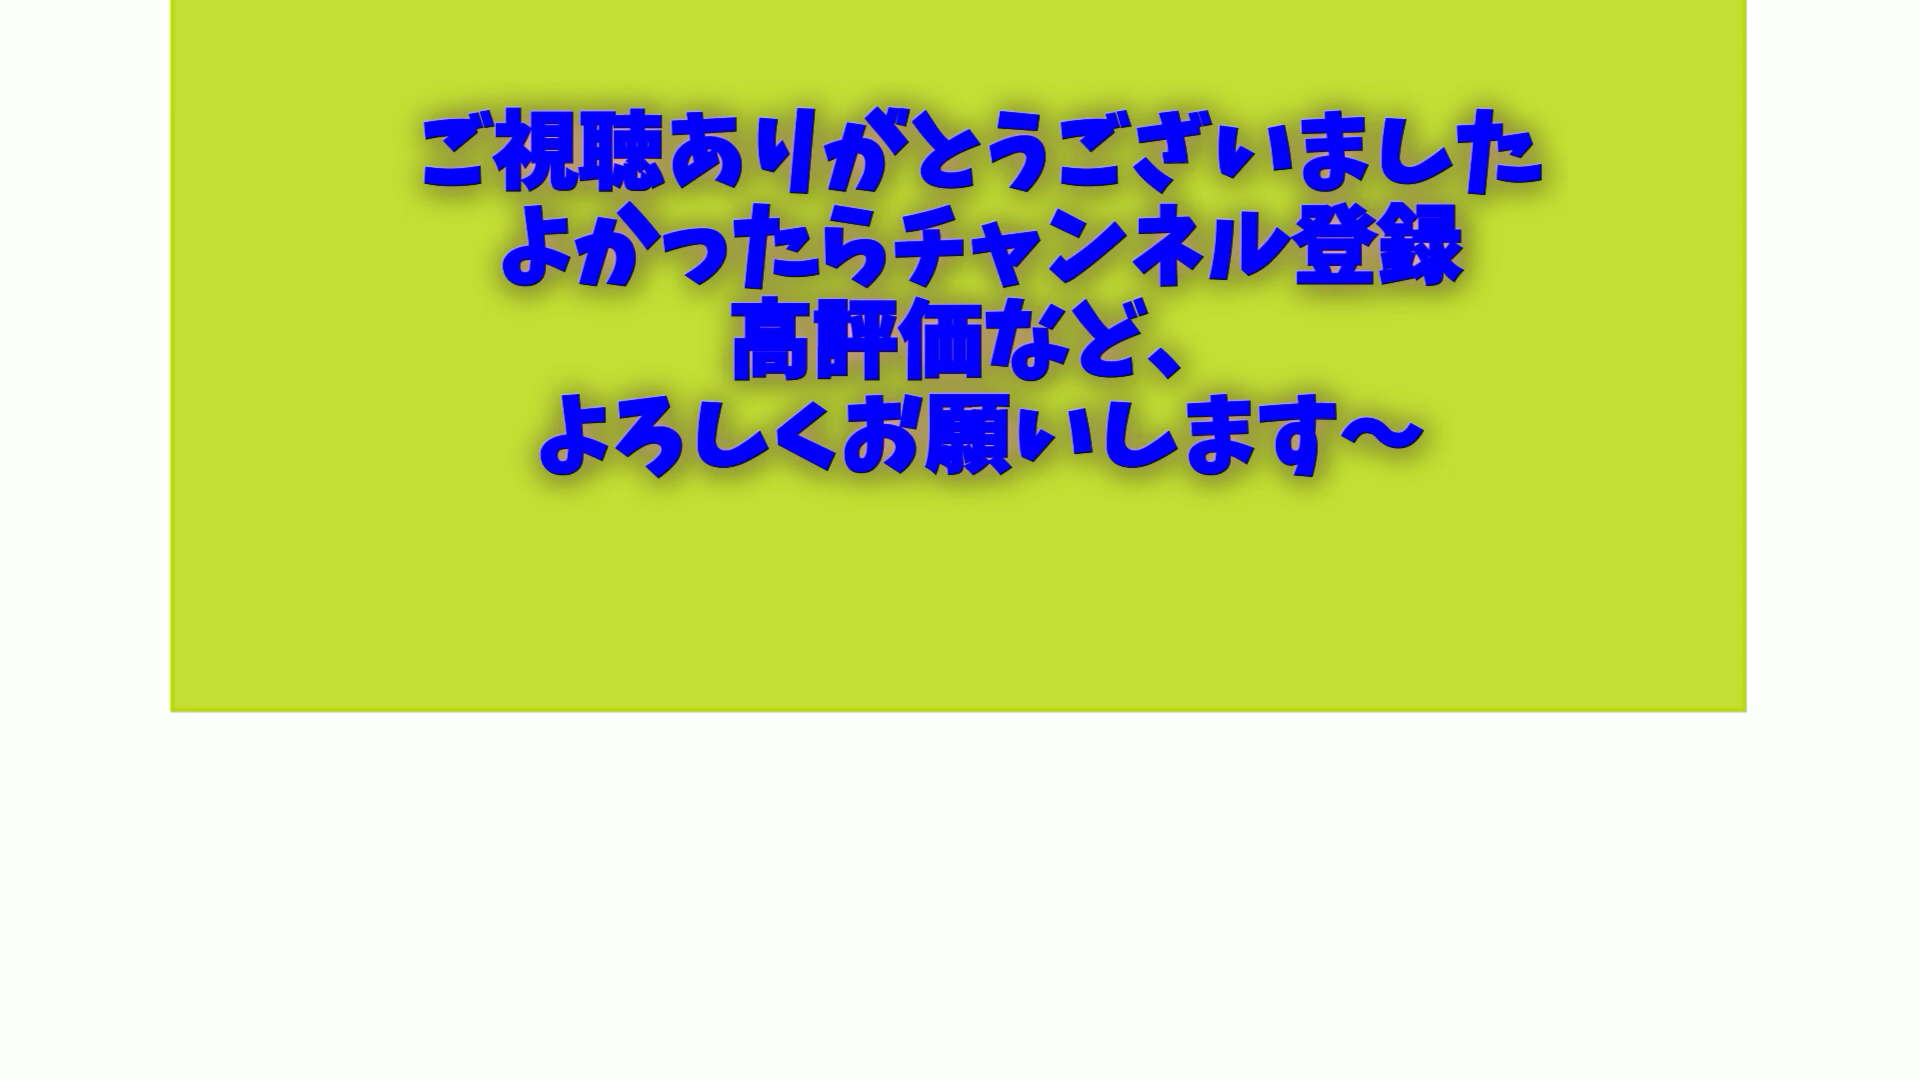 ご視聴ありがとうございました
よかったらチャンネル登録
高評価など、
よろしくお願いします〜